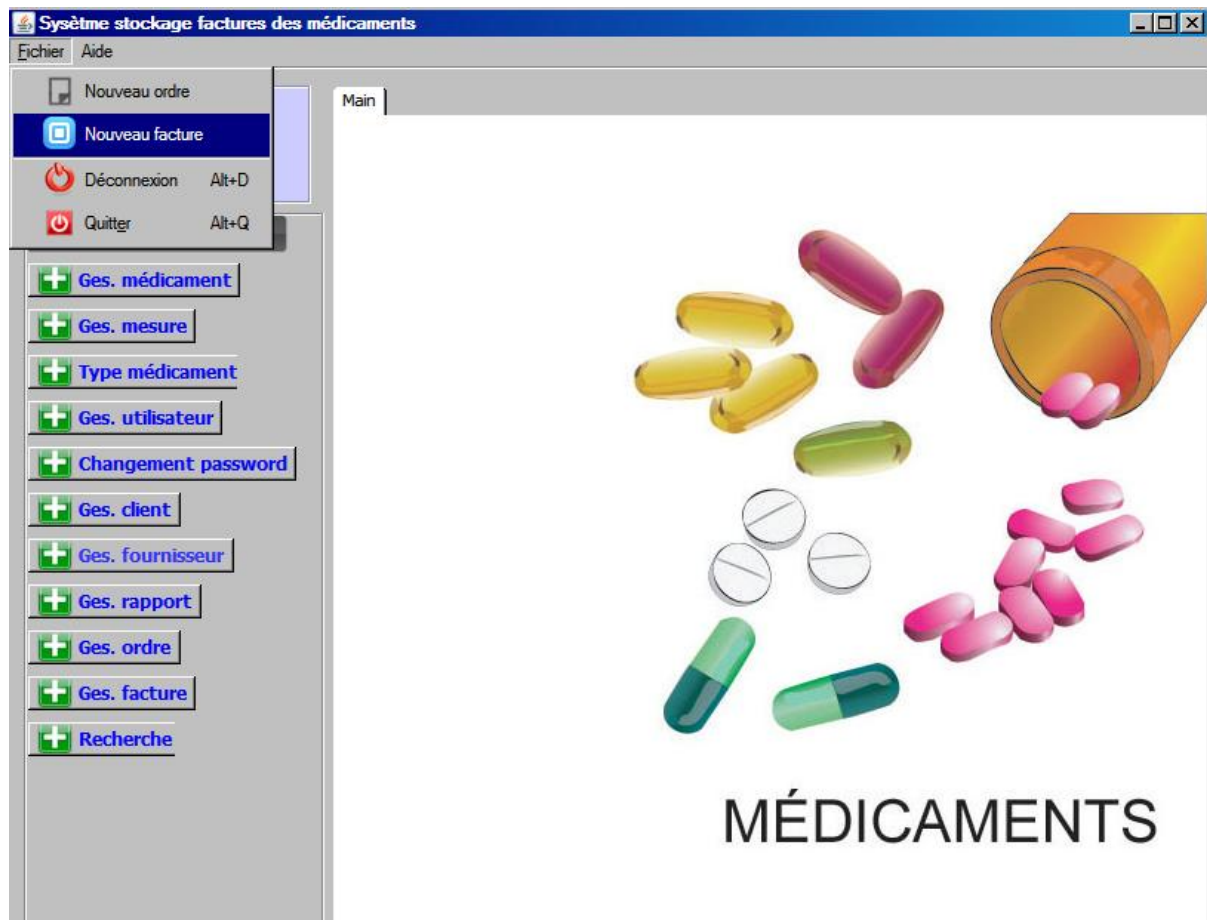 Sysètme stockage factures des médicaments
Fichier Aide
Nouveau ordre
Nouveau facture
Déconnexion Alt+D
Quitter Alt+Q
Main
Ges. médicament
Ges. mesure
Type médicament
Ges. utilisateur
Changement password
Ges. client
Ges. fournisseur
Ges. rapport
Ges. ordre
Ges. facture
Recherche
MÉDICAMENTS